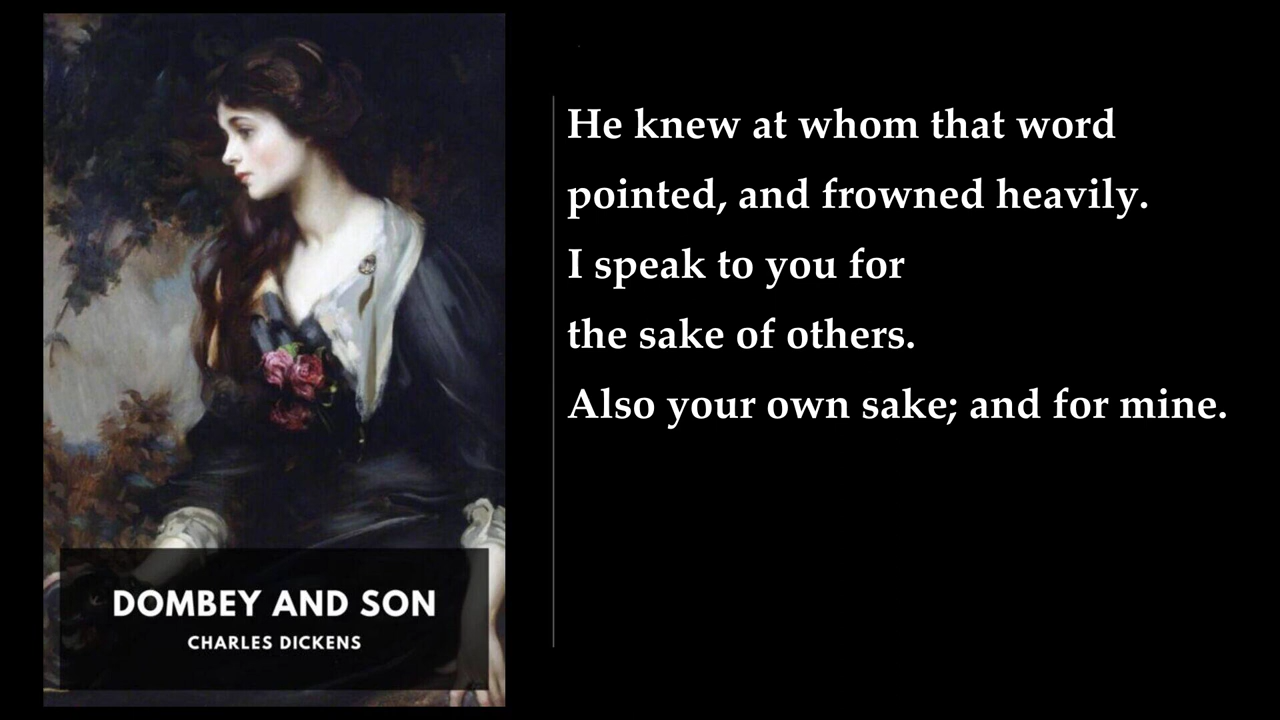 He knew at whom that word
pointed, and frowned heavily.
I speak to you for
the sake of others.
Also your own sake; and for mine.
DOMBEY AND SON
CHARLES DICKENS